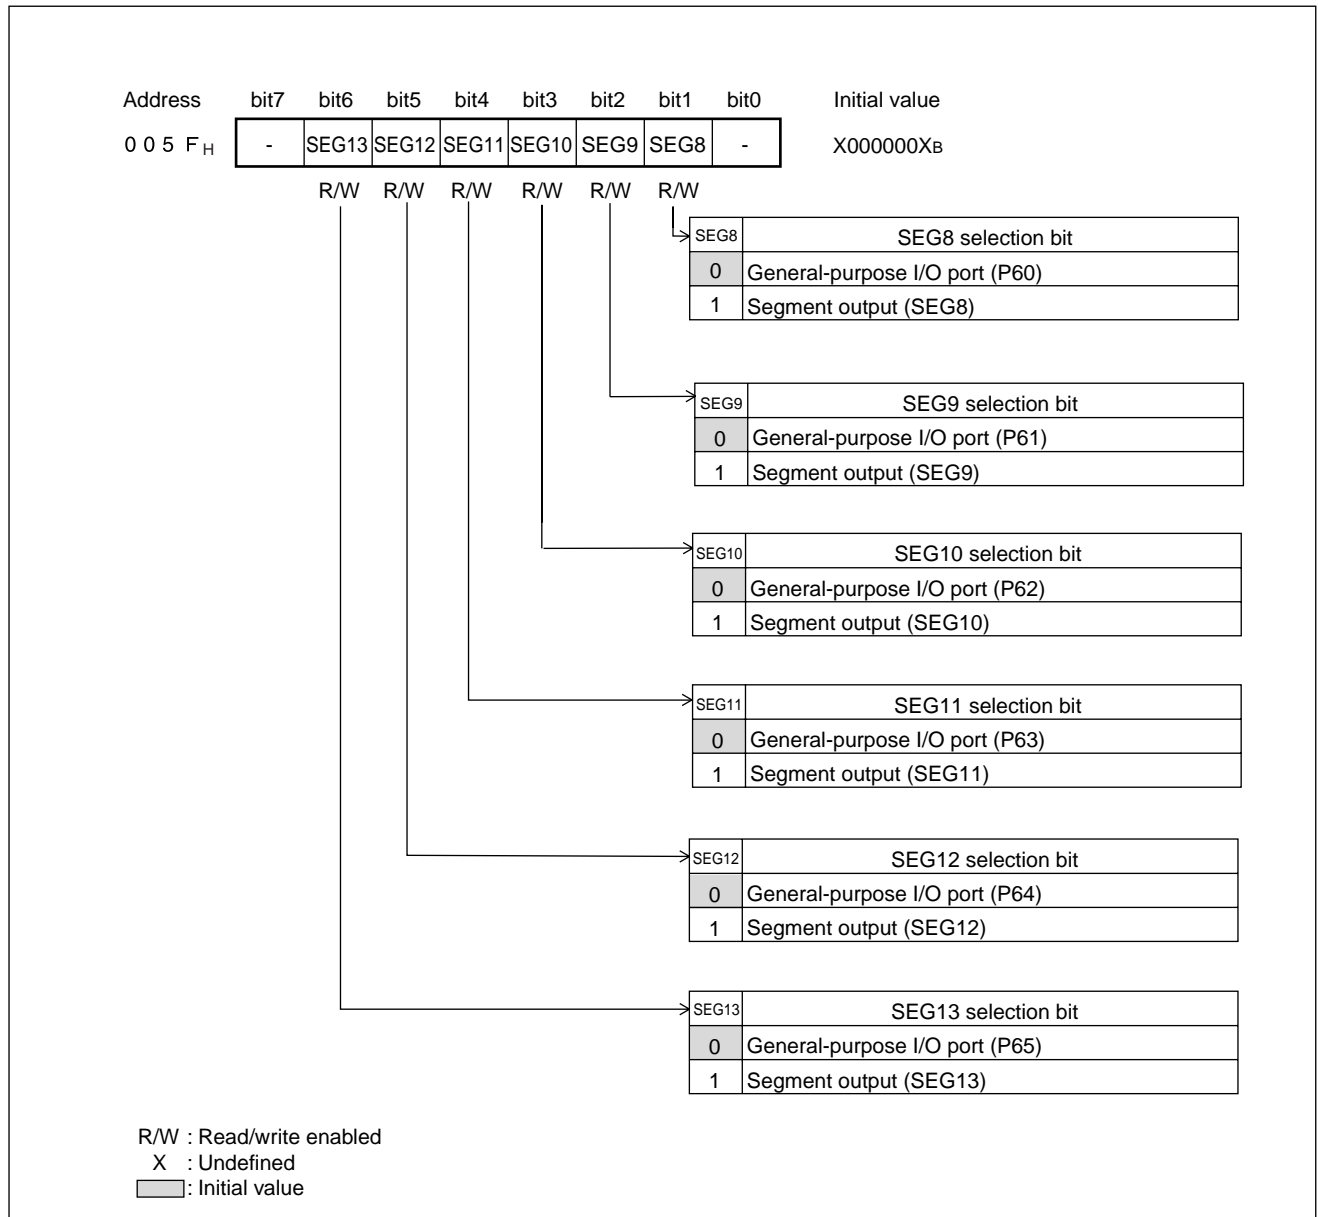 Address bit7 bit6 bit5 bit4 bit3 bit2 bit1 bit0 Initial value
005FH - SEG13 SEG12 SEG11 SEG10 SEG9 SEG8 - X000000XB
R/W R/W R/W R/W R/W R/W
SEG8 SEG8 selection bit
0 General-purpose I/O port (P60)
1 Segment output (SEG8)
SEG9 SEG9 selection bit
0 General-purpose I/O port (P61)
1 Segment output (SEG9)
SEG10 SEG10 selection bit
0 General-purpose I/O port (P62)
1 Segment output (SEG10)
SEG11 SEG11 selection bit
0 General-purpose I/O port (P63)
1 Segment output (SEG11)
SEG12 SEG12 selection bit
0 General-purpose I/O port (P64)
1 Segment output (SEG12)
SEG13 SEG13 selection bit
0 General-purpose I/O port (P65)
1 Segment output (SEG13)
R/W : Read/write enabled
X : Undefined
: Initial value